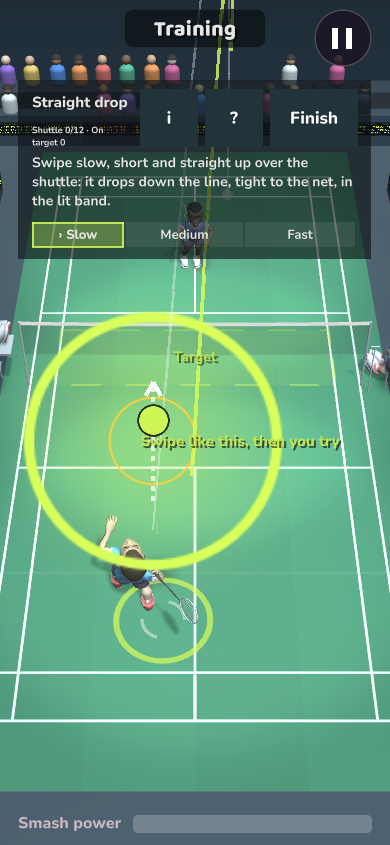 Training
Straight drop
Shuttle 0/12 · On
target 0
i
?
Finish
Swipe slow, short and straight up over the
shuttle: it drops down the line, tight to the net, in
the lit band.
› Slow
Medium
Fast
Target
Swipe like this, then you try
Smash power